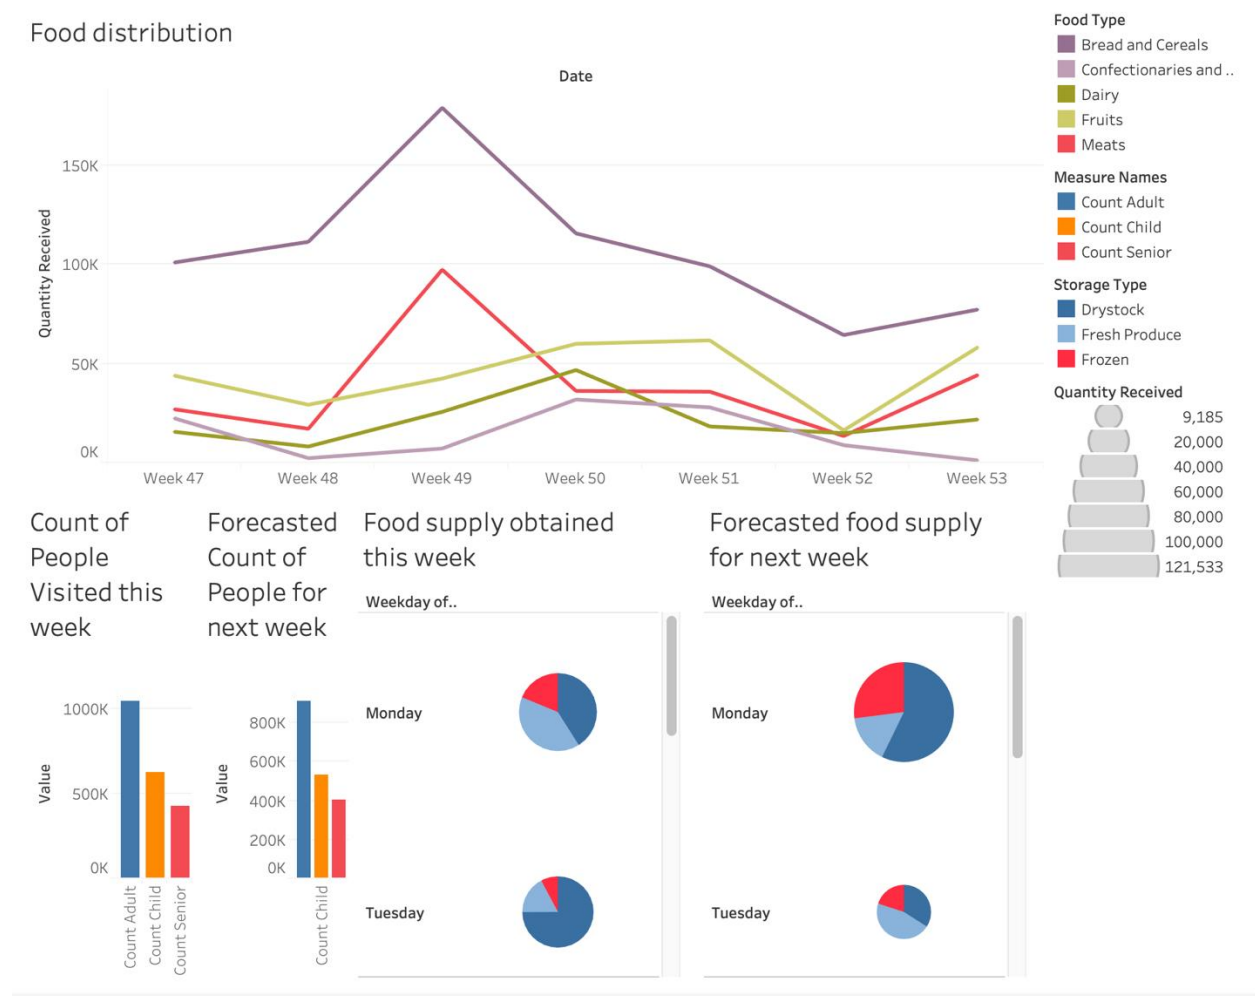 Food distribution
Date
Quantity Received
150K
100K
50K
0K
Week 47
Week 48
Week 49
Week 50
Week 51
Week 52
Week 53
Food Type
Bread and Cereals
Confectionaries and ..
Dairy
Fruits
Meats
Measure Names
Count Adult
Count Child
Count Senior
Storage Type
Drystock
Fresh Produce
Frozen
Quantity Received
9,185
20,000
40,000
60,000
80,000
100,000
121,533
Count of
People
Visited this
week
Value
1000K
500K
0K
Count Adult
Count Child
Count Senior
Forecasted
Count of
People for
next week
Value
800K
600K
400K
200K
0K
Count Child
Food supply obtained
this week
Weekday of..
Monday
Tuesday
Forecasted food supply
for next week
Weekday of..
Monday
Tuesday